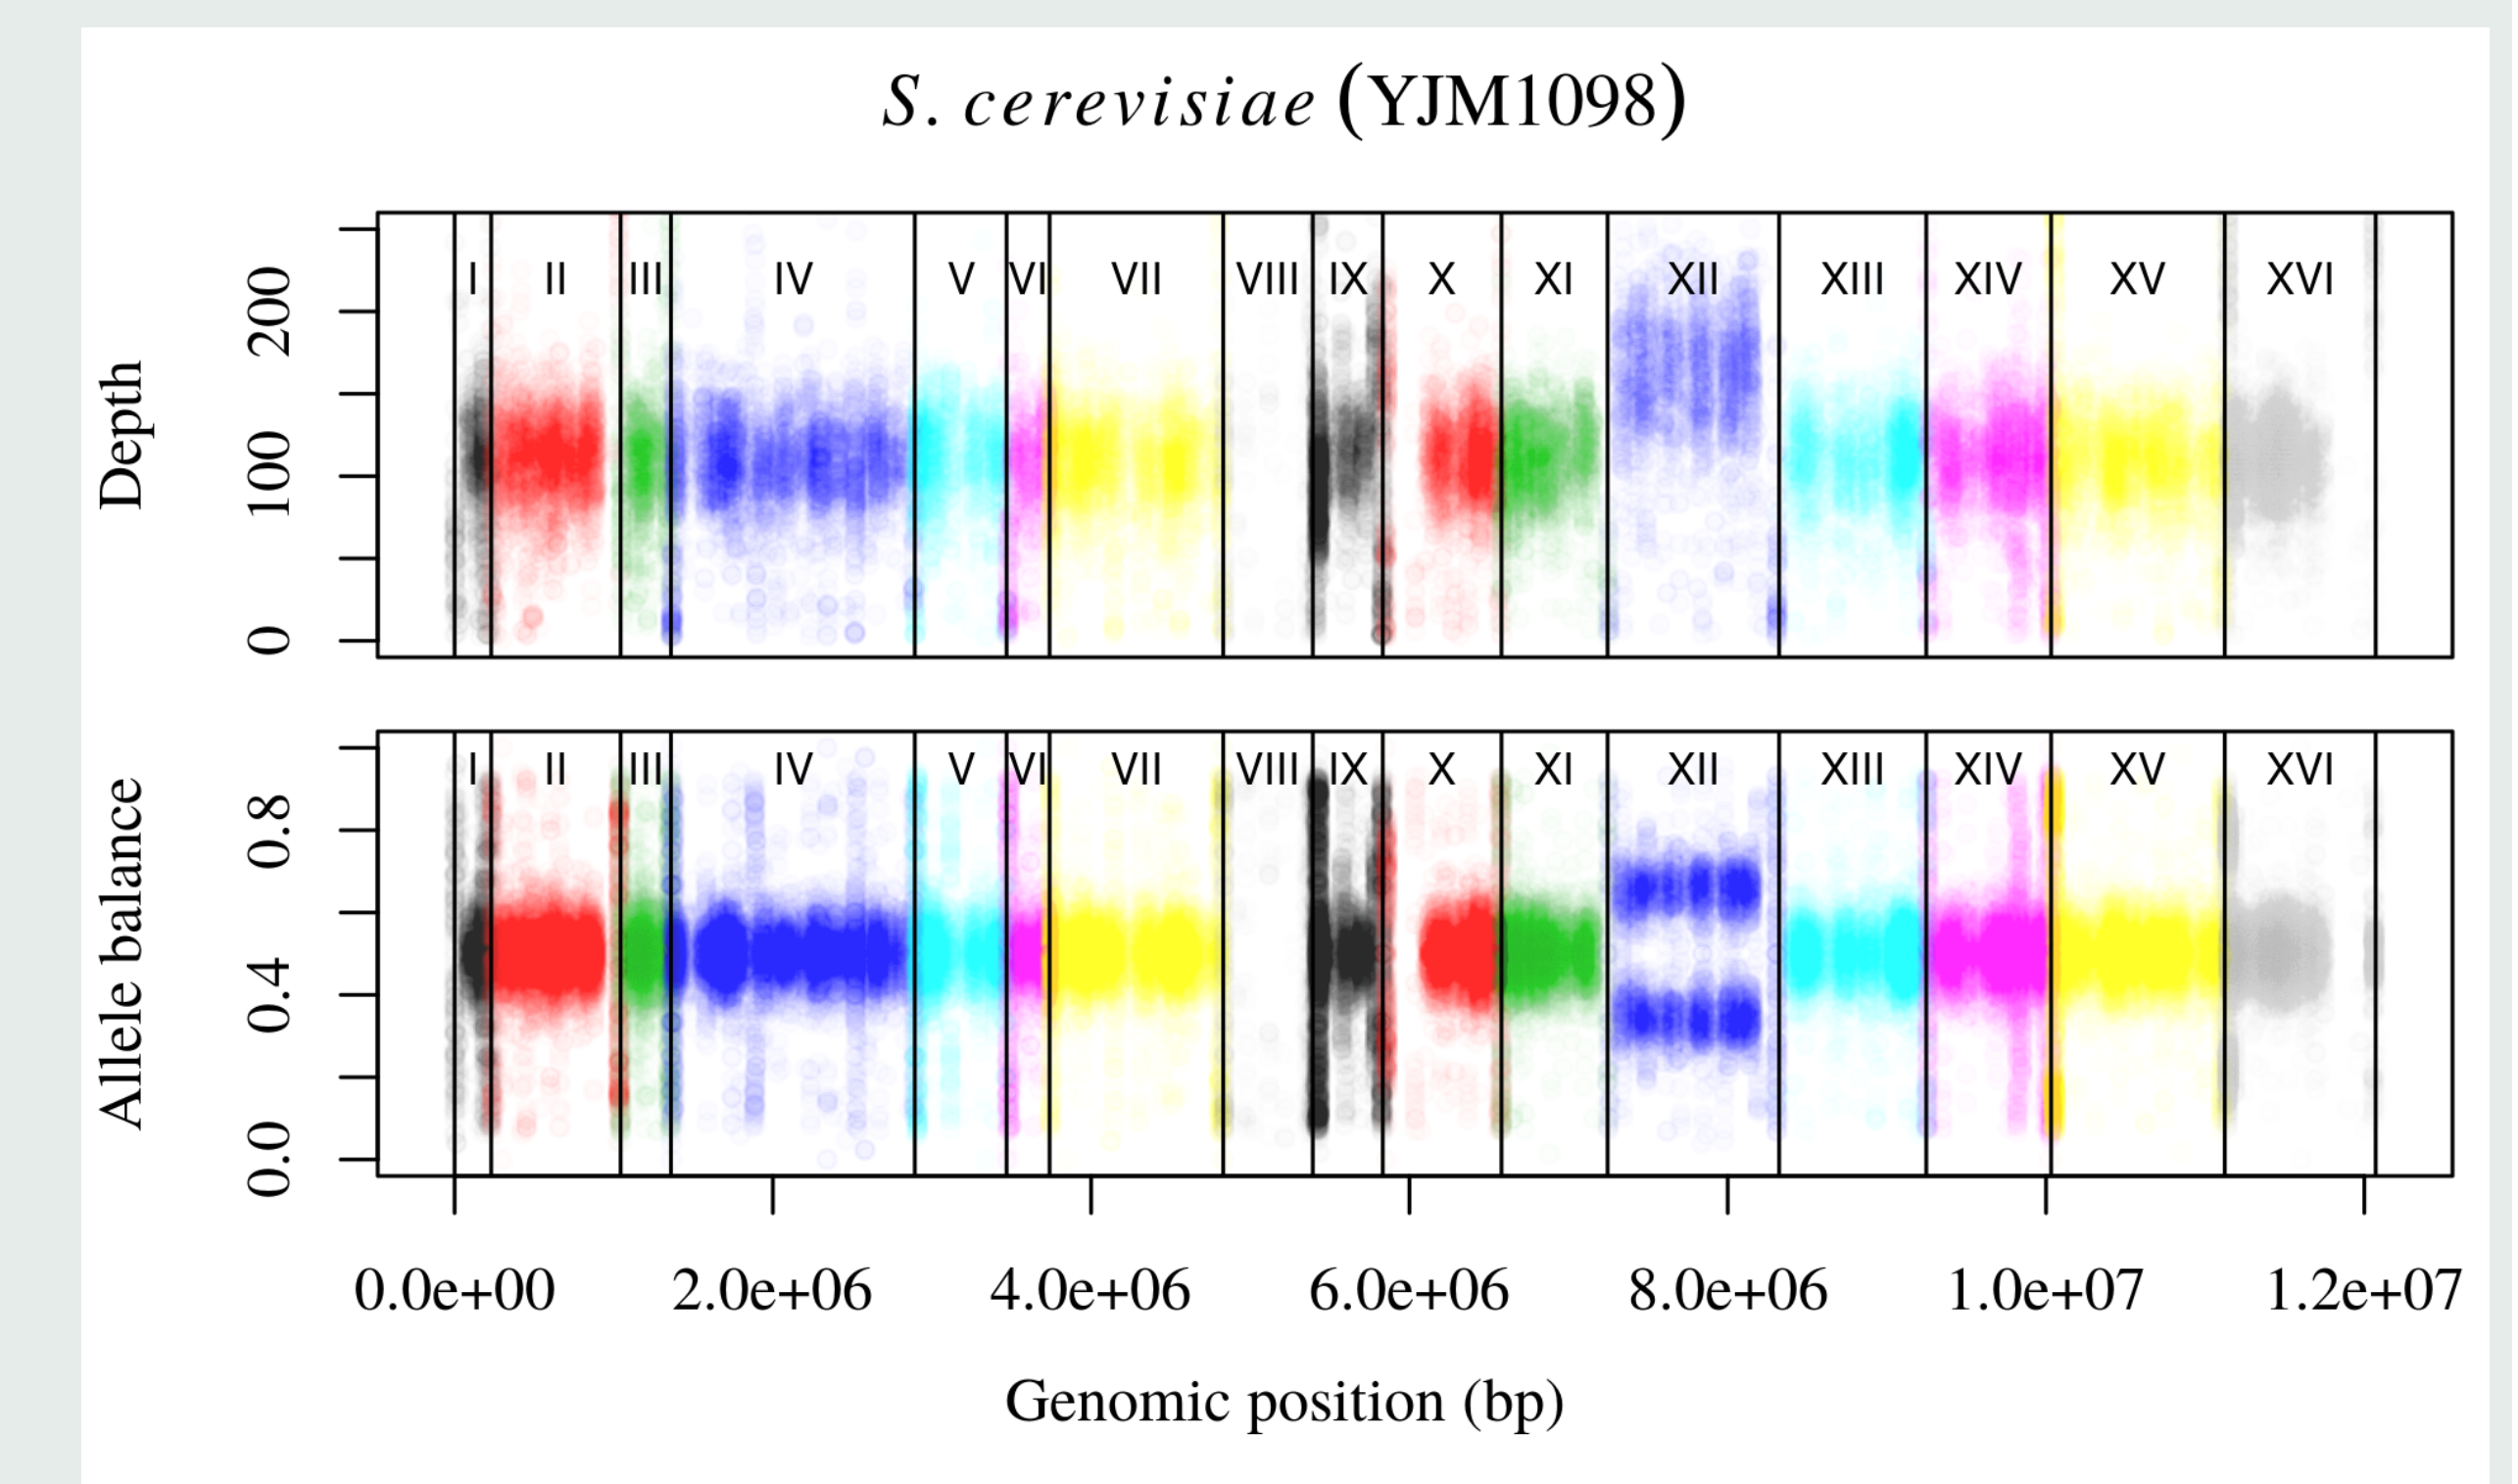 S. cerevisiae (YJM1098)
Depth
200
100
0
I II III IV V VI VII VIII IX X XI XII XIII XIV XV XVI
Allele balance
0.8
0.4
0.0
I II III IV V VI VII VIII IX X XI XII XIII XIV XV XVI
0.0e+00 2.0e+06 4.0e+06 6.0e+06 8.0e+06 1.0e+07 1.2e+07
Genomic position (bp)